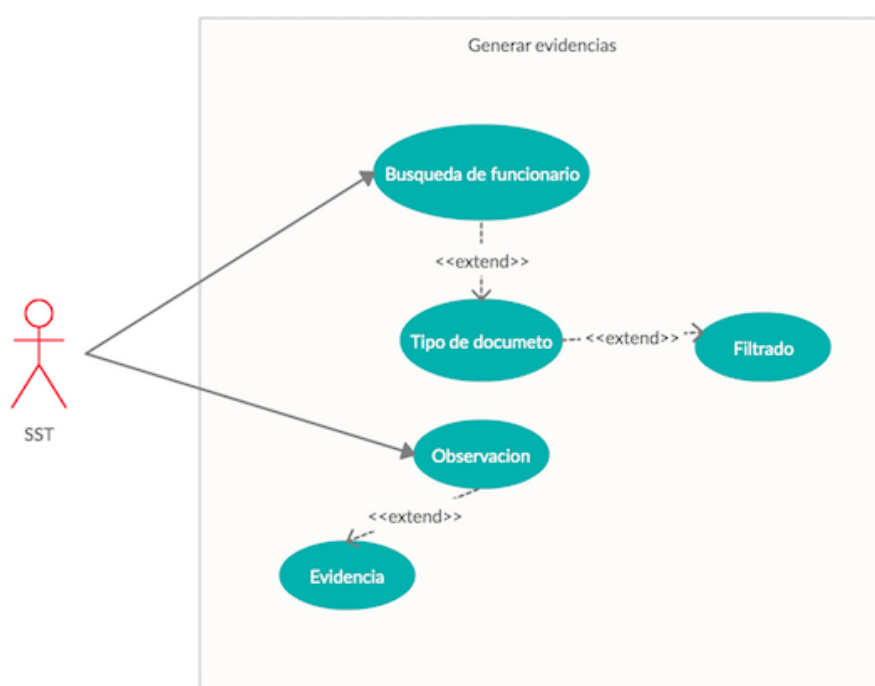 Generar evidencias
Busqueda de funcionario
<<extend>>
Tipo de documeto
<<extend>>
Filtrado
SST
Observacion
<<extend>>
Evidencia